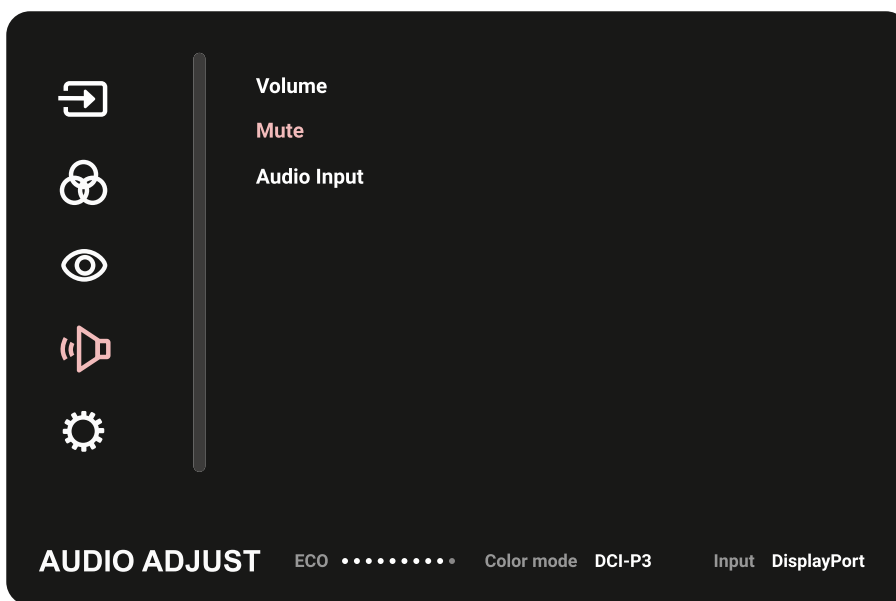 Volume
Mute
Audio Input
AUDIO ADJUST ECO Color mode DCI-P3 Input DisplayPort